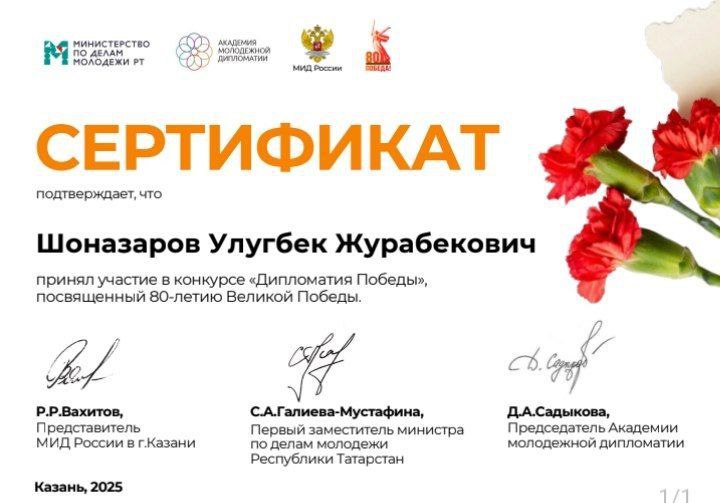 МИНИСТЕРСТВО
ПО ДЕЛАМ
МОЛОДЕЖИ РТ
АКАДЕМИЯ
МОЛОДЕЖНОЙ
ДИПЛОМАТИИ
МИД России
80
ПОБЕДА!
СЕРТИФИКАТ
подтверждает, что
Шоназаров Улугбек Журабекович
принял участие в конкурсе «Дипломатия Победы»,
посвященный 80-летию Великой Победы.
Р.Р.Вахитов,
Представитель
МИД России в г.Казани
С.А.Галиева-Мустафина,
Первый заместитель министра
по делам молодежи
Республики Татарстан
Д.А.Садыкова,
Председатель Академии
молодежной дипломатии
Казань, 2025
1/1